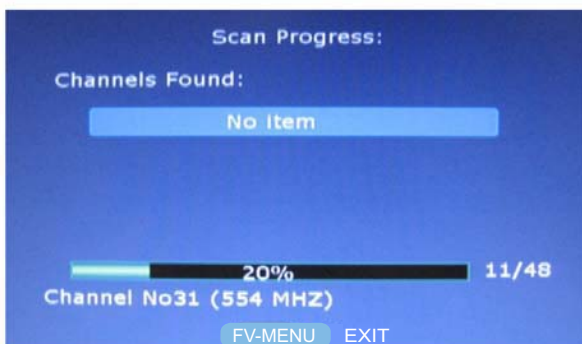 Scan Progress:
Channels Found:
No Item
20% 11/48
Channel No31 (554 MHZ)
FV-MENU EXIT